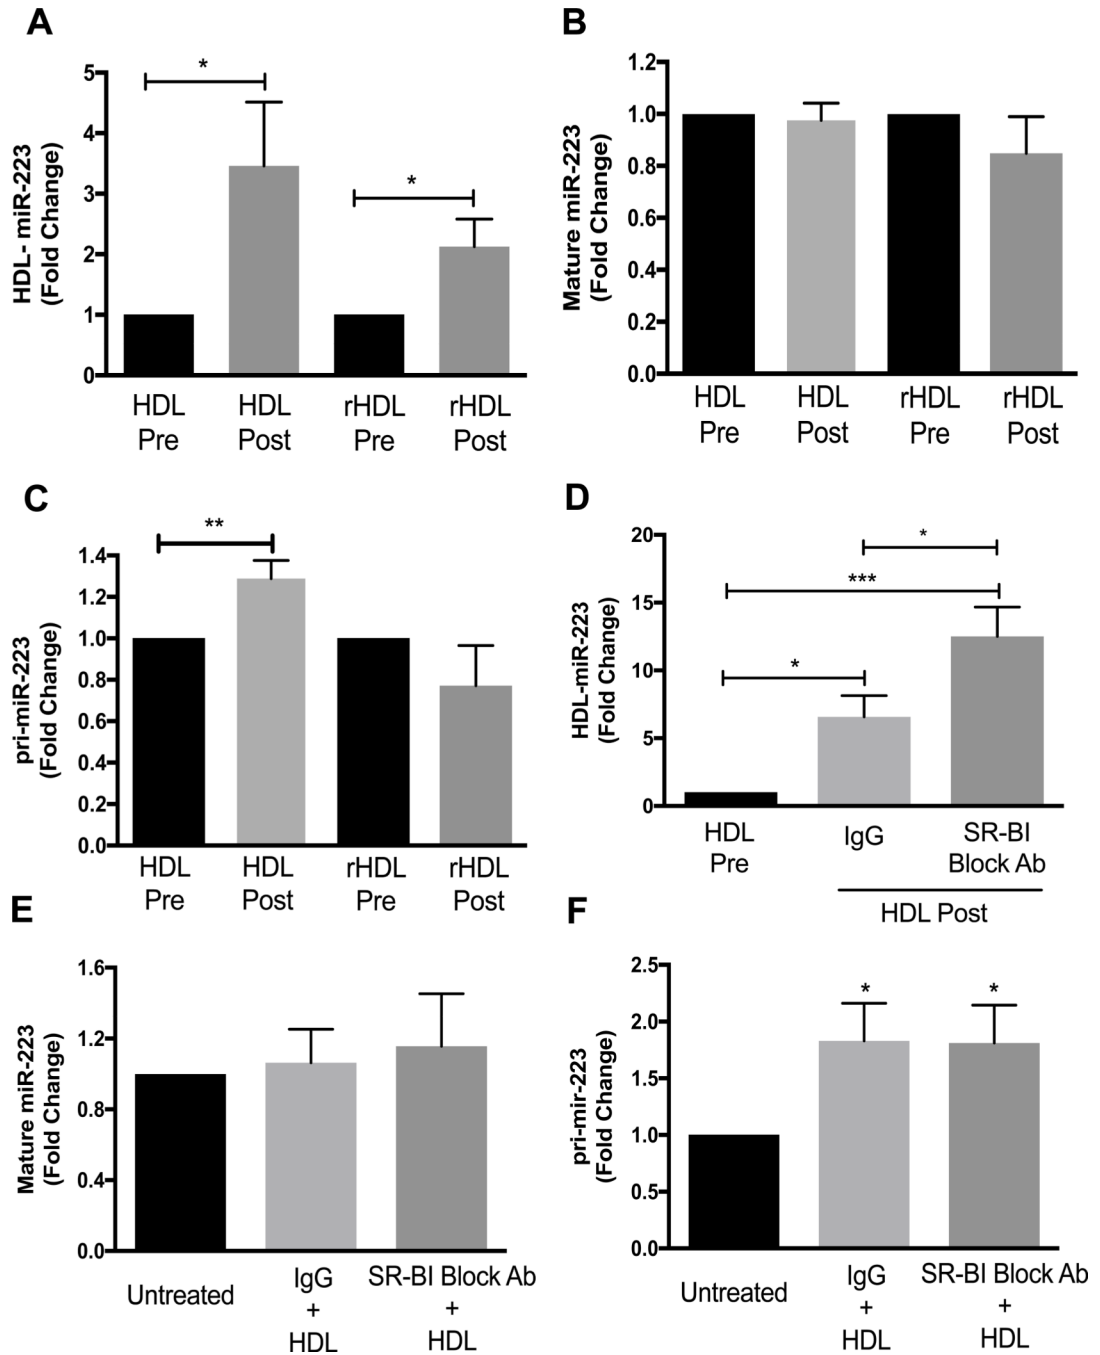 A
HDL- miR-223
(Fold Change)
5
4
3
2
1
0
*
*
HDL Pre
HDL Post
rHDL Pre
rHDL Post
B
Mature miR-223
(Fold Change)
1.2
1.0
0.8
0.6
0.4
0.2
0.0
HDL Pre
HDL Post
rHDL Pre
rHDL Post
C
pri-miR-223
(Fold Change)
1.4
1.2
1.0
0.8
0.6
0.4
0.2
0.0
**
HDL Pre
HDL Post
rHDL Pre
rHDL Post
D
HDL-miR-223
(Fold Change)
20
15
10
5
0
*
***
*
HDL Pre
IgG
SR-BI Block Ab
HDL Post
E
Mature miR-223
(Fold Change)
1.6
1.2
0.8
0.4
0.0
Untreated
IgG + HDL
SR-BI Block Ab + HDL
F
pri-mir-223
(Fold Change)
2.5
2.0
1.5
1.0
0.5
0.0
*
*
Untreated
IgG + HDL
SR-BI Block Ab + HDL